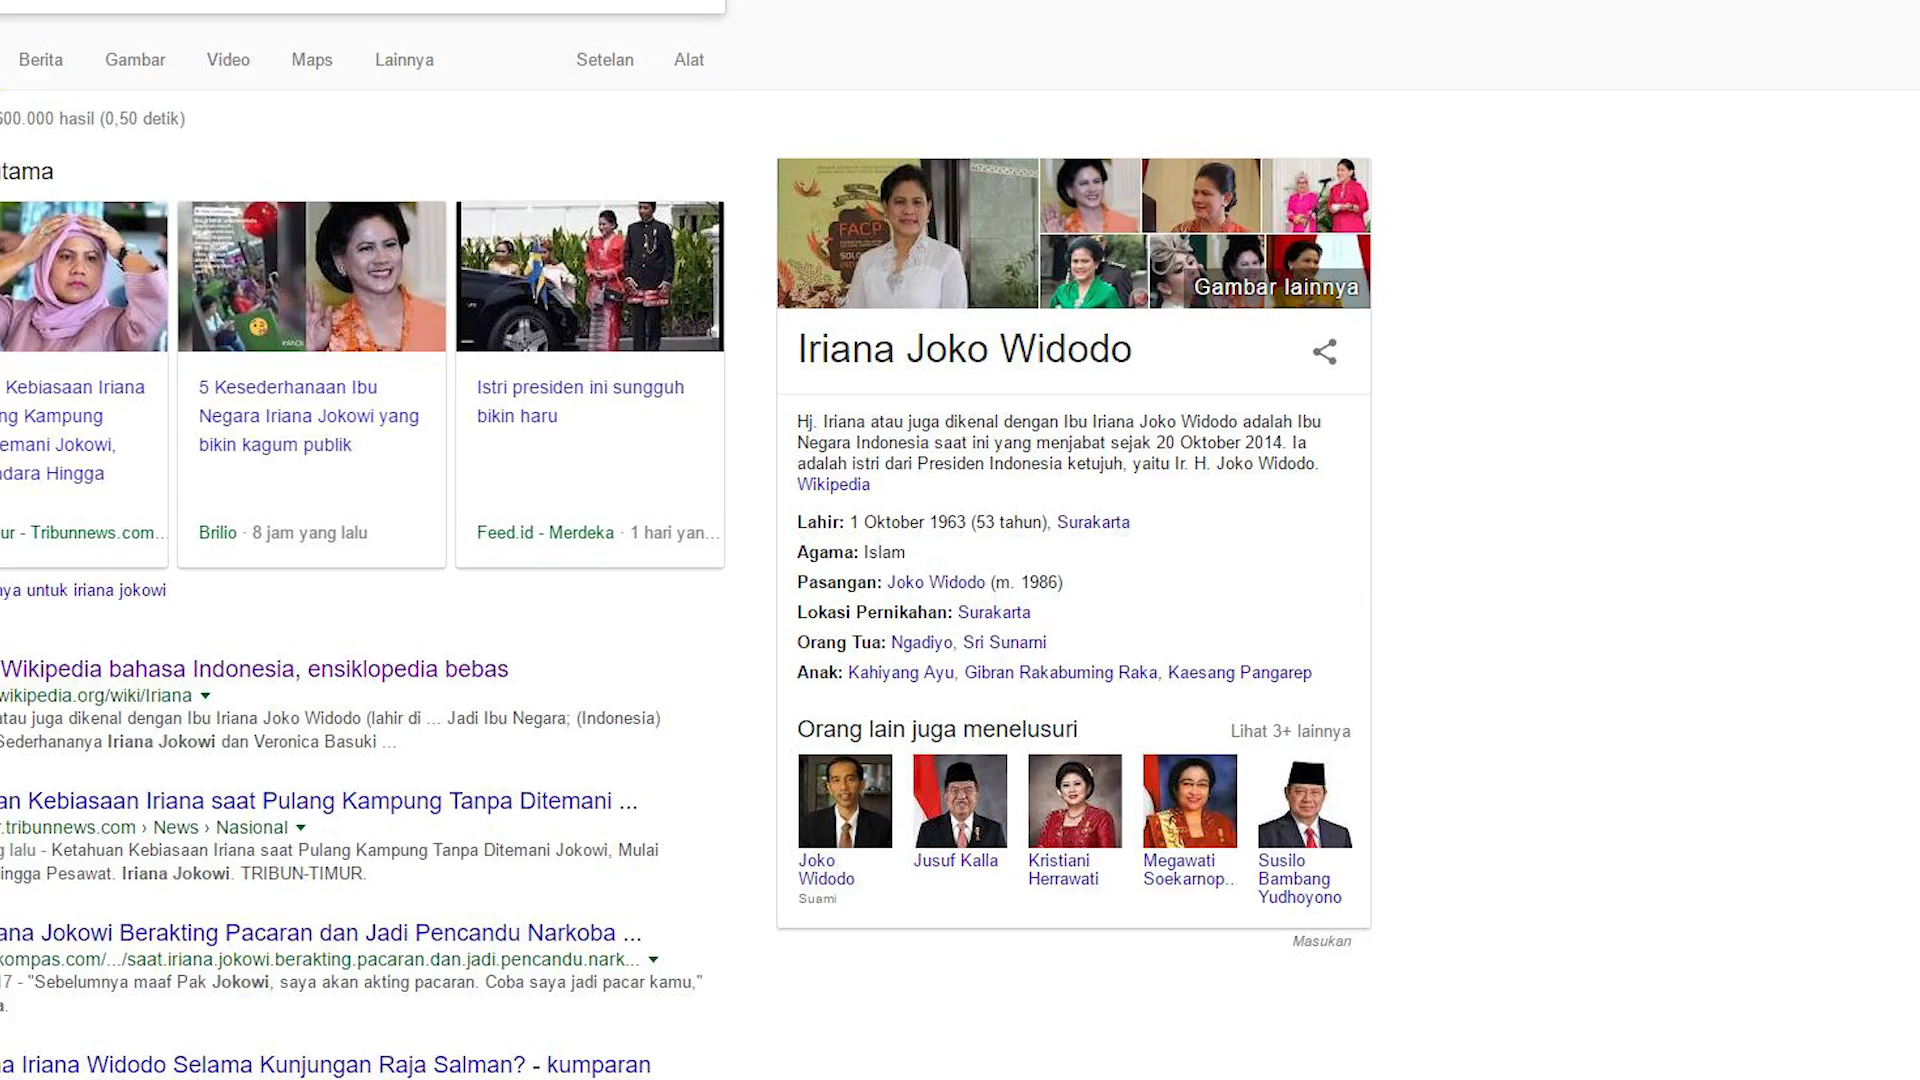 Berita Gambar Video Maps Lainnya Setelan Alat
600.000 hasil (0,50 detik)
tama
Kebiasaan Iriana
ng Kampung
emani Jokowi,
ndara Hingga
ur - Tribunnews.com...
5 Kesederhanaan Ibu
Negara Iriana Jokowi yang
bikin kagum publik
Brilio · 8 jam yang lalu
Istri presiden ini sungguh
bikin haru
Feed.id - Merdeka · 1 hari yan...
nya untuk iriana jokowi
Wikipedia bahasa Indonesia, ensiklopedia bebas
wikipedia.org/wiki/Iriana
atau juga dikenal dengan Ibu Iriana Joko Widodo (lahir di ... Jadi Ibu Negara; (Indonesia)
Sederhananya Iriana Jokowi dan Veronica Basuki ...
an Kebiasaan Iriana saat Pulang Kampung Tanpa Ditemani ...
r.tribunnews.com › News › Nasional
g lalu - Ketahuan Kebiasaan Iriana saat Pulang Kampung Tanpa Ditemani Jokowi, Mulai
ingga Pesawat. Iriana Jokowi. TRIBUN-TIMUR.
ana Jokowi Berakting Pacaran dan Jadi Pencandu Narkoba ...
kompas.com/.../saat.iriana.jokowi.berakting.pacaran.dan.jadi.pencandu.nark...
17 - "Sebelumnya maaf Pak Jokowi, saya akan akting pacaran. Coba saya jadi pacar kamu,"
a.
a Iriana Widodo Selama Kunjungan Raja Salman? - kumparan
FACP
Gambar lainnya
Iriana Joko Widodo
Hj. Iriana atau juga dikenal dengan Ibu Iriana Joko Widodo adalah Ibu
Negara Indonesia saat ini yang menjabat sejak 20 Oktober 2014. Ia
adalah istri dari Presiden Indonesia ketujuh, yaitu Ir. H. Joko Widodo.
Wikipedia
Lahir: 1 Oktober 1963 (53 tahun), Surakarta
Agama: Islam
Pasangan: Joko Widodo (m. 1986)
Lokasi Pernikahan: Surakarta
Orang Tua: Ngadiyo, Sri Sunarni
Anak: Kahiyang Ayu, Gibran Rakabuming Raka, Kaesang Pangarep
Orang lain juga menelusuri Lihat 3+ lainnya
Joko
Widodo
Suami
Jusuf Kalla
Kristiani
Herrawati
Megawati
Soekarnop...
Susilo
Bambang
Yudhoyono
Masukan